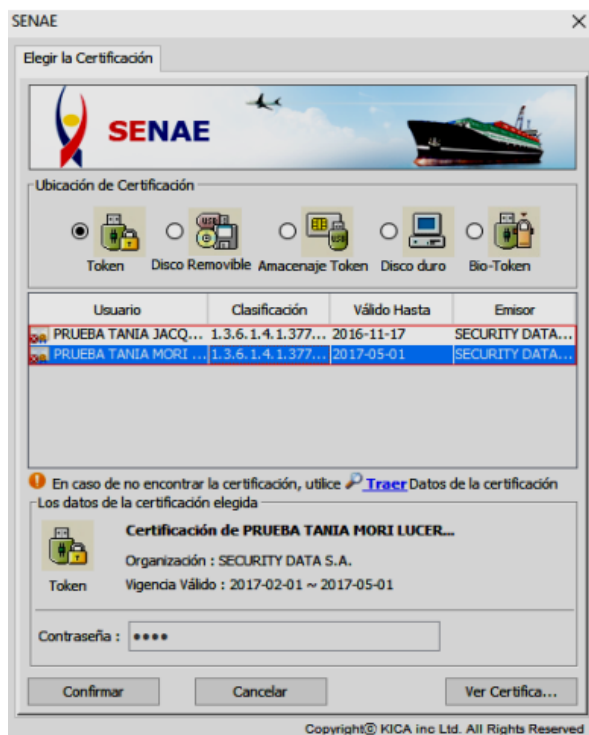 SENAE
Elegir la Certificación
SENAE
Ubicación de Certificación
Token Disco Removible Amacenaje Token Disco duro Bio-Token
Usuario Clasificación Válido Hasta Emisor
PRUEBA TANIA JACQ... 1.3.6.1.4.1.377... 2016-11-17 SECURITY DATA...
PRUEBA TANIA MORI ... 1.3.6.1.4.1.377... 2017-05-01 SECURITY DATA...
En caso de no encontrar la certificación, utilice Traer Datos de la certificación
Los datos de la certificación elegida
Certificación de PRUEBA TANIA MORI LUCER...
Organización : SECURITY DATA S.A.
Token Vigencia Válido : 2017-02-01 ~ 2017-05-01
Contraseña : ••••
Confirmar Cancelar Ver Certifica...
Copyright© KICA inc Ltd. All Rights Reserved